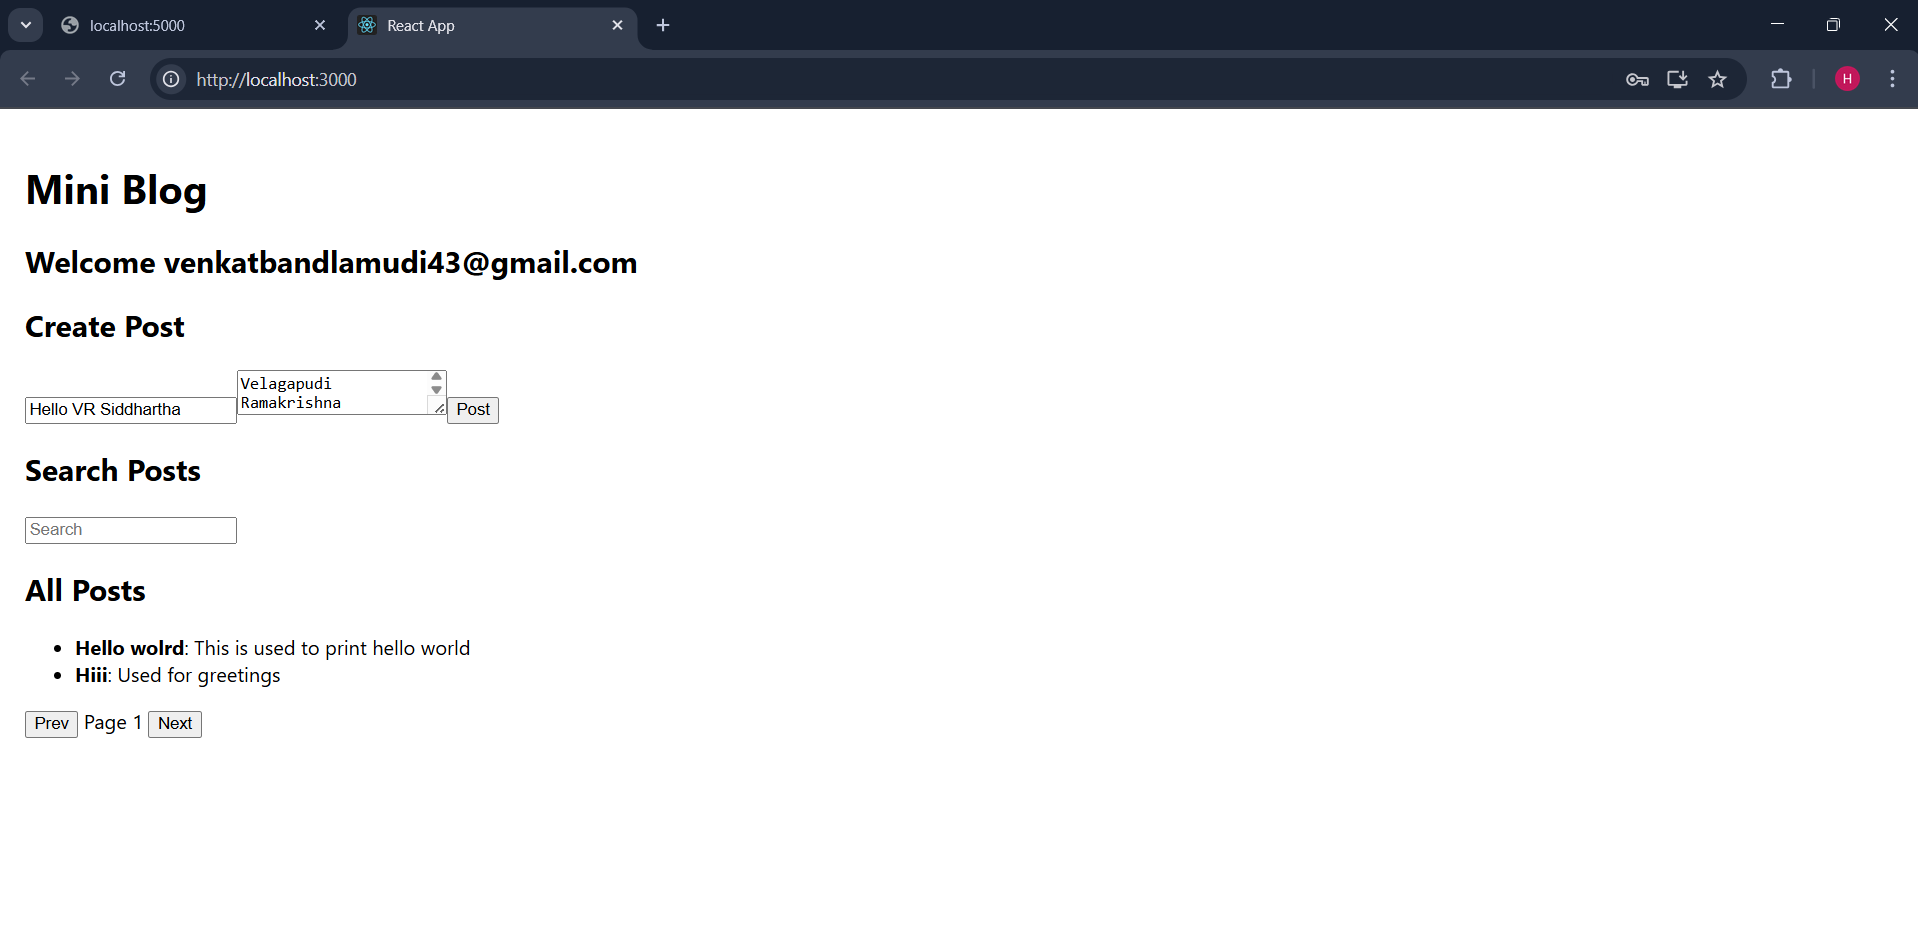 localhost:5000
React App
http://localhost:3000
H
Mini Blog
Welcome venkatbandlamudi43@gmail.com
Create Post
Hello VR Siddhartha
Velagapudi
Ramakrishna
Post
Search Posts
Search
All Posts
Hello wolrd: This is used to print hello world
Hiii: Used for greetings
Prev Page 1 Next